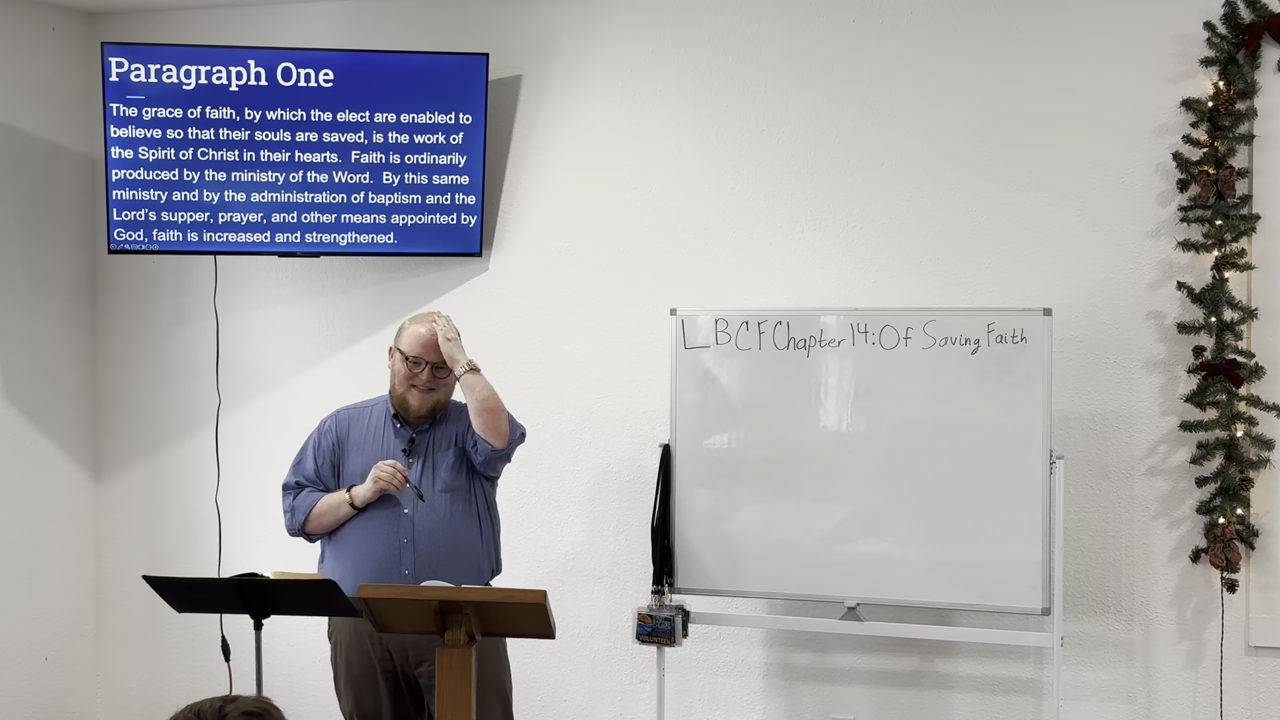 Paragraph One
The grace of faith, by which the elect are enabled to
believe so that their souls are saved, is the work of
the Spirit of Christ in their hearts.  Faith is ordinarily
produced by the ministry of the Word.  By this same
ministry and by the administration of baptism and the
Lord's supper, prayer, and other means appointed by
God, faith is increased and strengthened.
LBCF Chapter 14: Of Saving Faith
VOLUNTEER